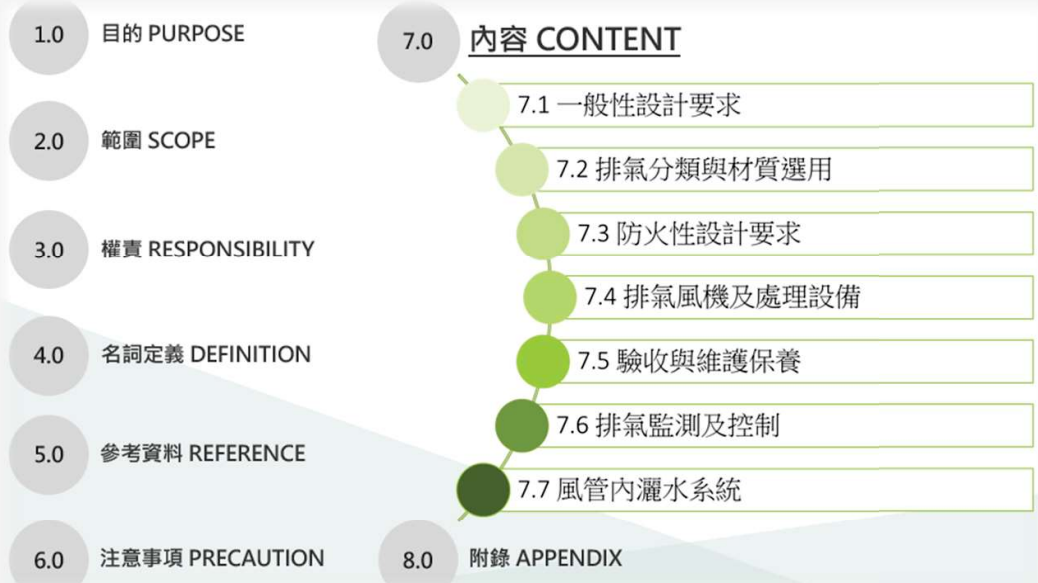 1.0 目的 PURPOSE
2.0 範圍 SCOPE
3.0 權責 RESPONSIBILITY
4.0 名詞定義 DEFINITION
5.0 參考資料 REFERENCE
6.0 注意事項 PRECAUTION
7.0 內容 CONTENT
7.1 一般性設計要求
7.2 排氣分類與材質選用
7.3 防火性設計要求
7.4 排氣風機及處理設備
7.5 驗收與維護保養
7.6 排氣監測及控制
7.7 風管內灑水系統
8.0 附錄 APPENDIX